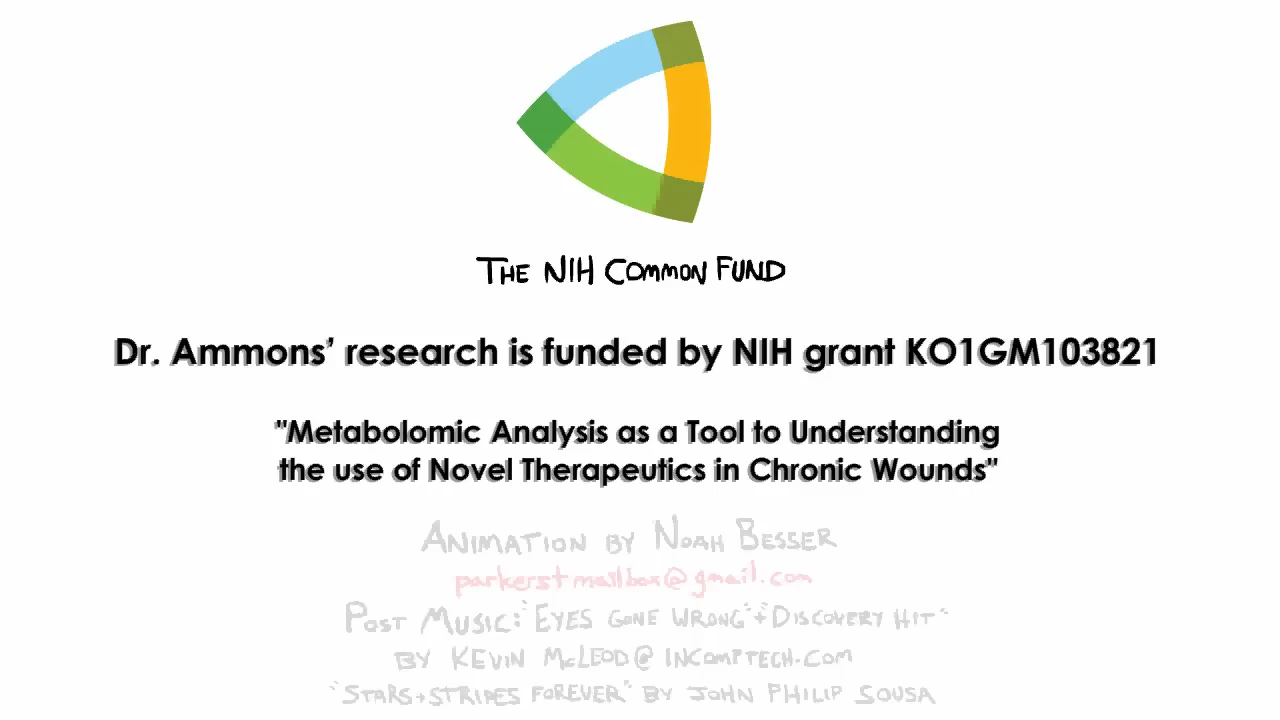 THE NIH COMMON FUND
Dr. Ammons’ research is funded by NIH grant KO1GM103821
"Metabolomic Analysis as a Tool to Understanding
the use of Novel Therapeutics in Chronic Wounds"
ANIMATION BY NOAH BESSER
parkerstmailbox@gmail.com
POST MUSIC: "EYES GONE WRONG" + "DISCOVERY HIT"
BY KEVIN MCLEOD @ INCOMPTECH.COM
"STARS + STRIPES FOREVER" BY JOHN PHILIP SOUSA